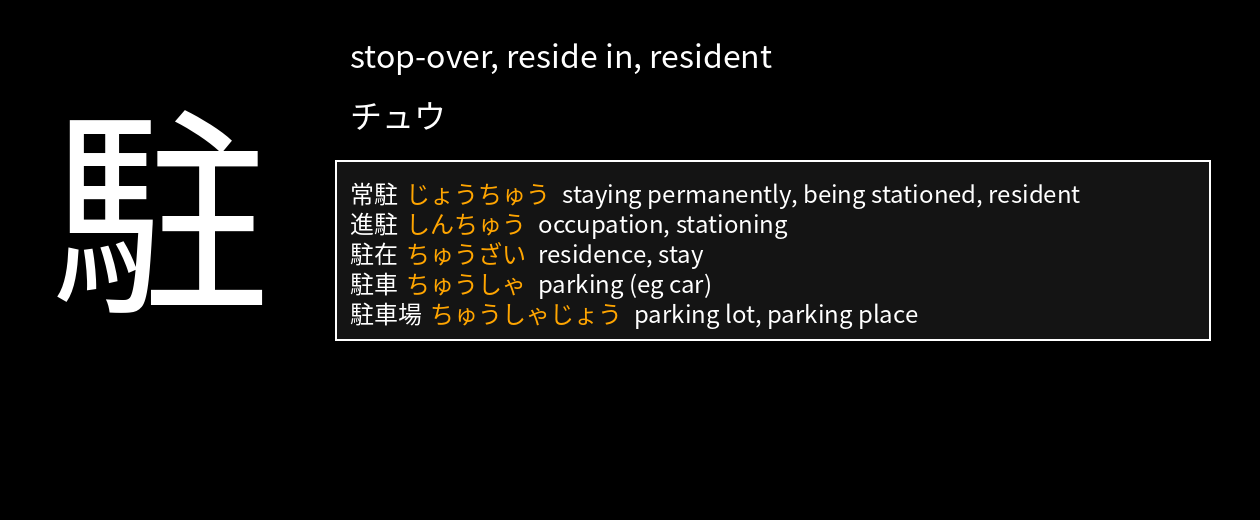 駐
stop-over, reside in, resident
チュウ
常駐 じょうちゅう staying permanently, being stationed, resident
進駐 しんちゅう occupation, stationing
駐在 ちゅうざい residence, stay
駐車 ちゅうしゃ parking (eg car)
駐車場 ちゅうしゃじょう parking lot, parking place